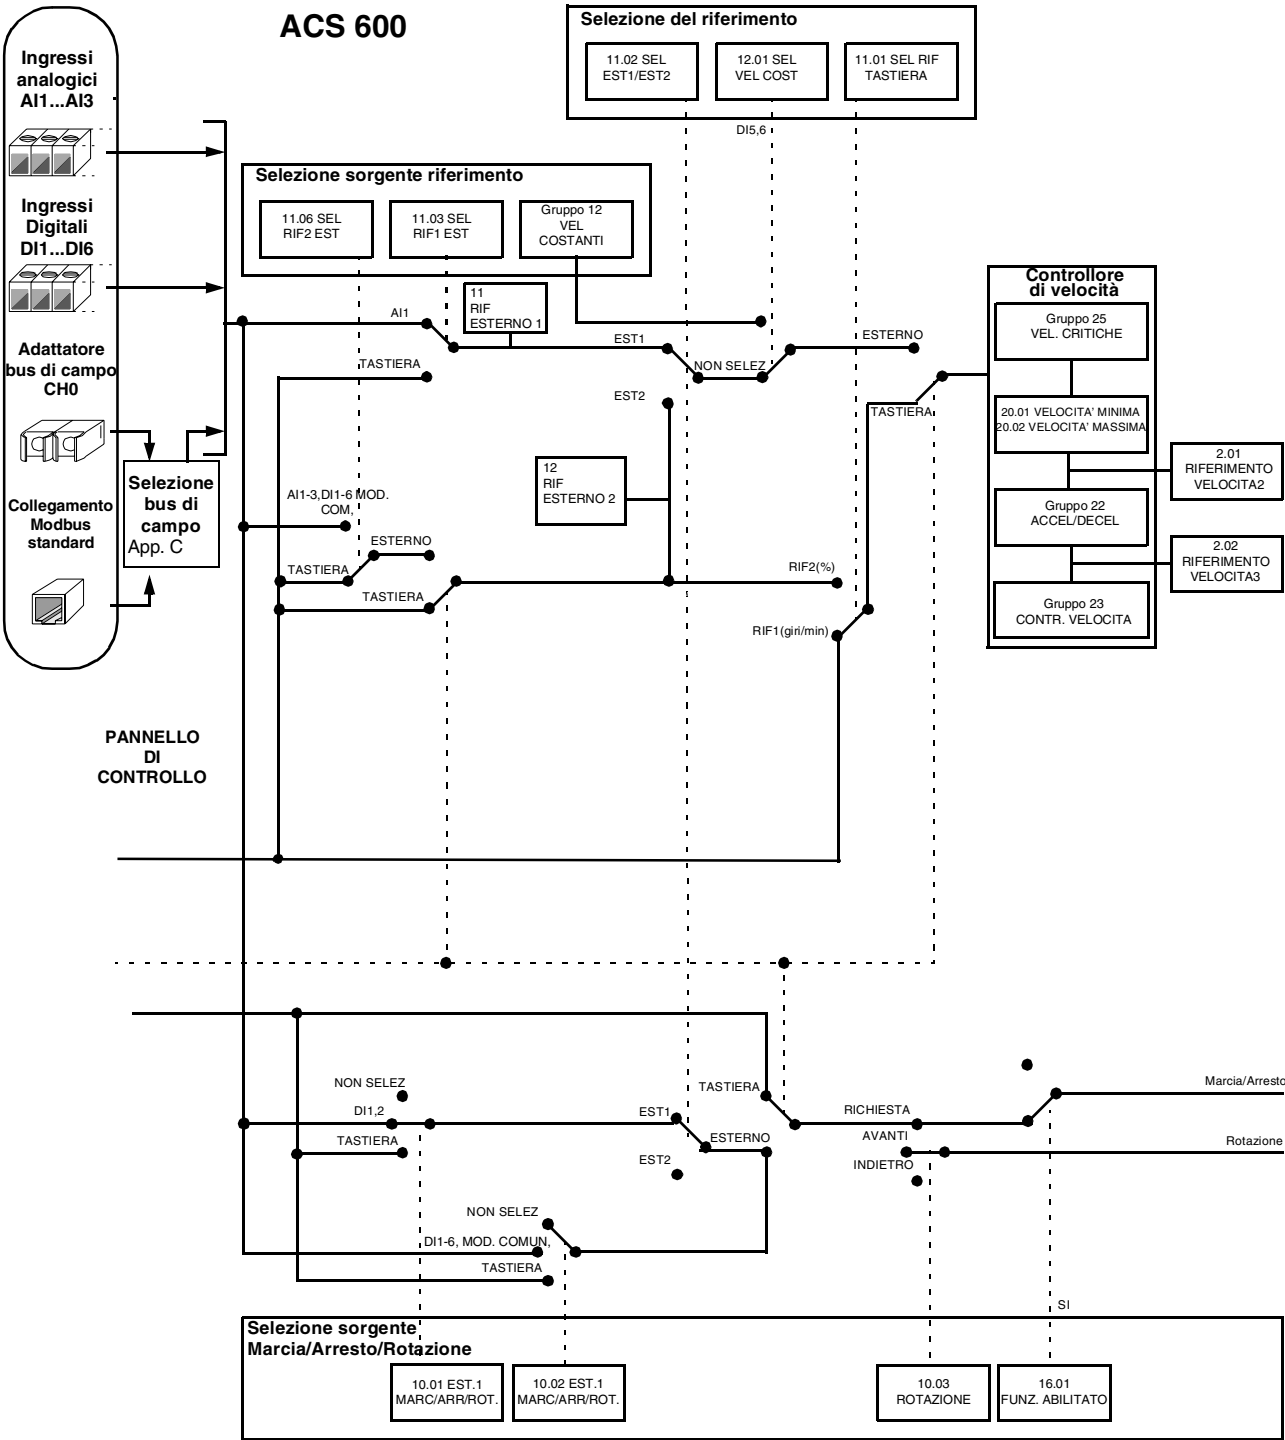 ACS 600
Ingressi
analogici
AI1...AI3
Ingressi
Digitali
DI1...DI6
Adattatore
bus di campo
CH0
Collegamento
Modbus
standard
Selezione
bus di
campo
App. C
PANNELLO
DI
CONTROLLO
Selezione del riferimento
11.02 SEL
EST1/EST2
12.01 SEL
VEL COST
11.01 SEL RIF
TASTIERA
DI5,6
Selezione sorgente riferimento
11.06 SEL
RIF2 EST
11.03 SEL
RIF1 EST
Gruppo 12
VEL
COSTANTI
11
RIF
ESTERNO 1
AI1
TASTIERA
EST1
NON SELEZ
ESTERNO
EST2
TASTIERA
12
RIF
ESTERNO 2
AI1-3,DI1-6 MOD.
COM,
ESTERNO
TASTIERA
TASTIERA
RIF2(%)
RIF1(giri/min)
Controllore
di velocità
Gruppo 25
VEL. CRITICHE
20.01 VELOCITA' MINIMA
20.02 VELOCITA' MASSIMA
Gruppo 22
ACCEL/DECEL
Gruppo 23
CONTR. VELOCITA
2.01
RIFERIMENTO
VELOCITA2
2.02
RIFERIMENTO
VELOCITA3
NON SELEZ
DI1,2
TASTIERA
EST1
EST2
TASTIERA
ESTERNO
RICHIESTA
AVANTI
INDIETRO
Marcia/Arresto
Rotazione
NON SELEZ
DI1-6, MOD. COMUN,
TASTIERA
SI
Selezione sorgente
Marcia/Arresto/Rotazione
10.01 EST.1
MARC/ARR/ROT.
10.02 EST.1
MARC/ARR/ROT.
10.03
ROTAZIONE
16.01
FUNZ. ABILITATO